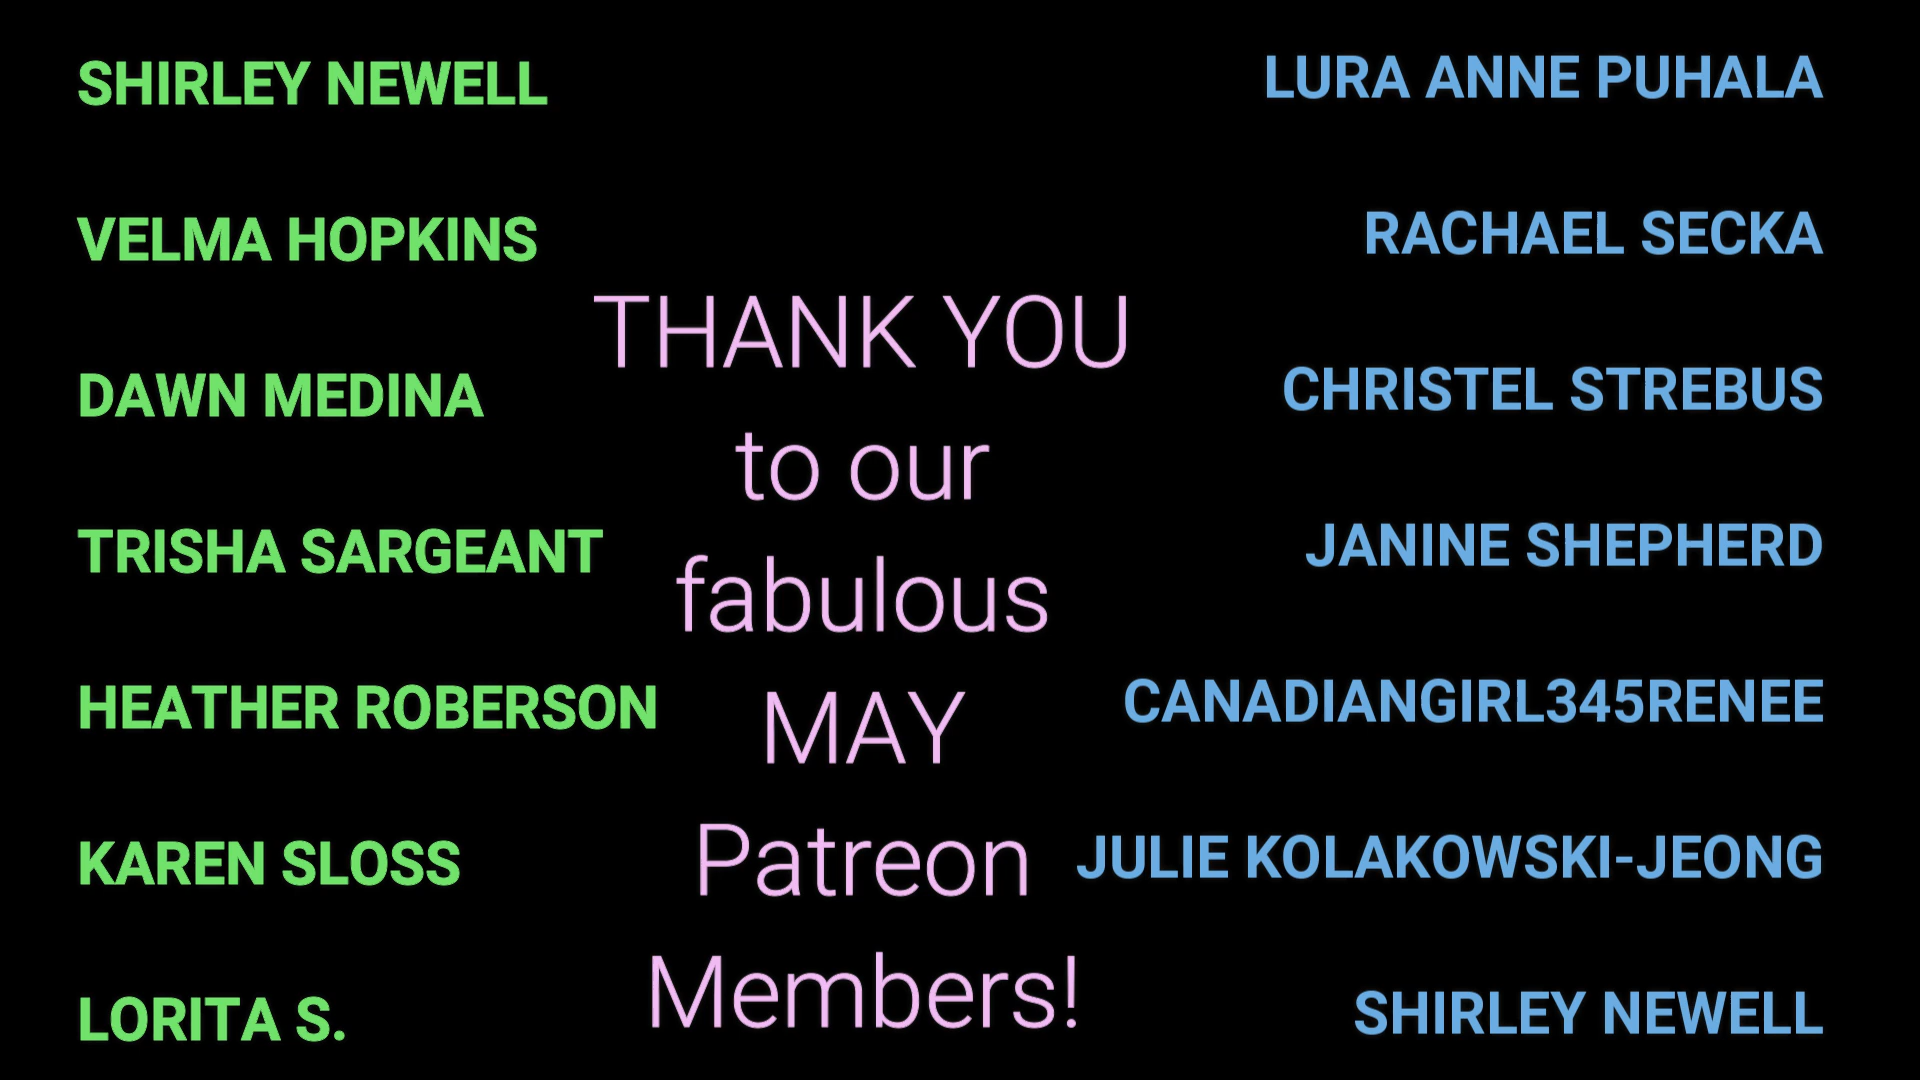 SHIRLEY NEWELL
VELMA HOPKINS
DAWN MEDINA
TRISHA SARGEANT
HEATHER ROBERSON
KAREN SLOSS
LORITA S.
THANK YOU
to our
fabulous
MAY
Patreon
Members!
LURA ANNE PUHALA
RACHAEL SECKA
CHRISTEL STREBUS
JANINE SHEPHERD
CANADIANGIRL345RENEE
JULIE KOLAKOWSKI-JEONG
SHIRLEY NEWELL